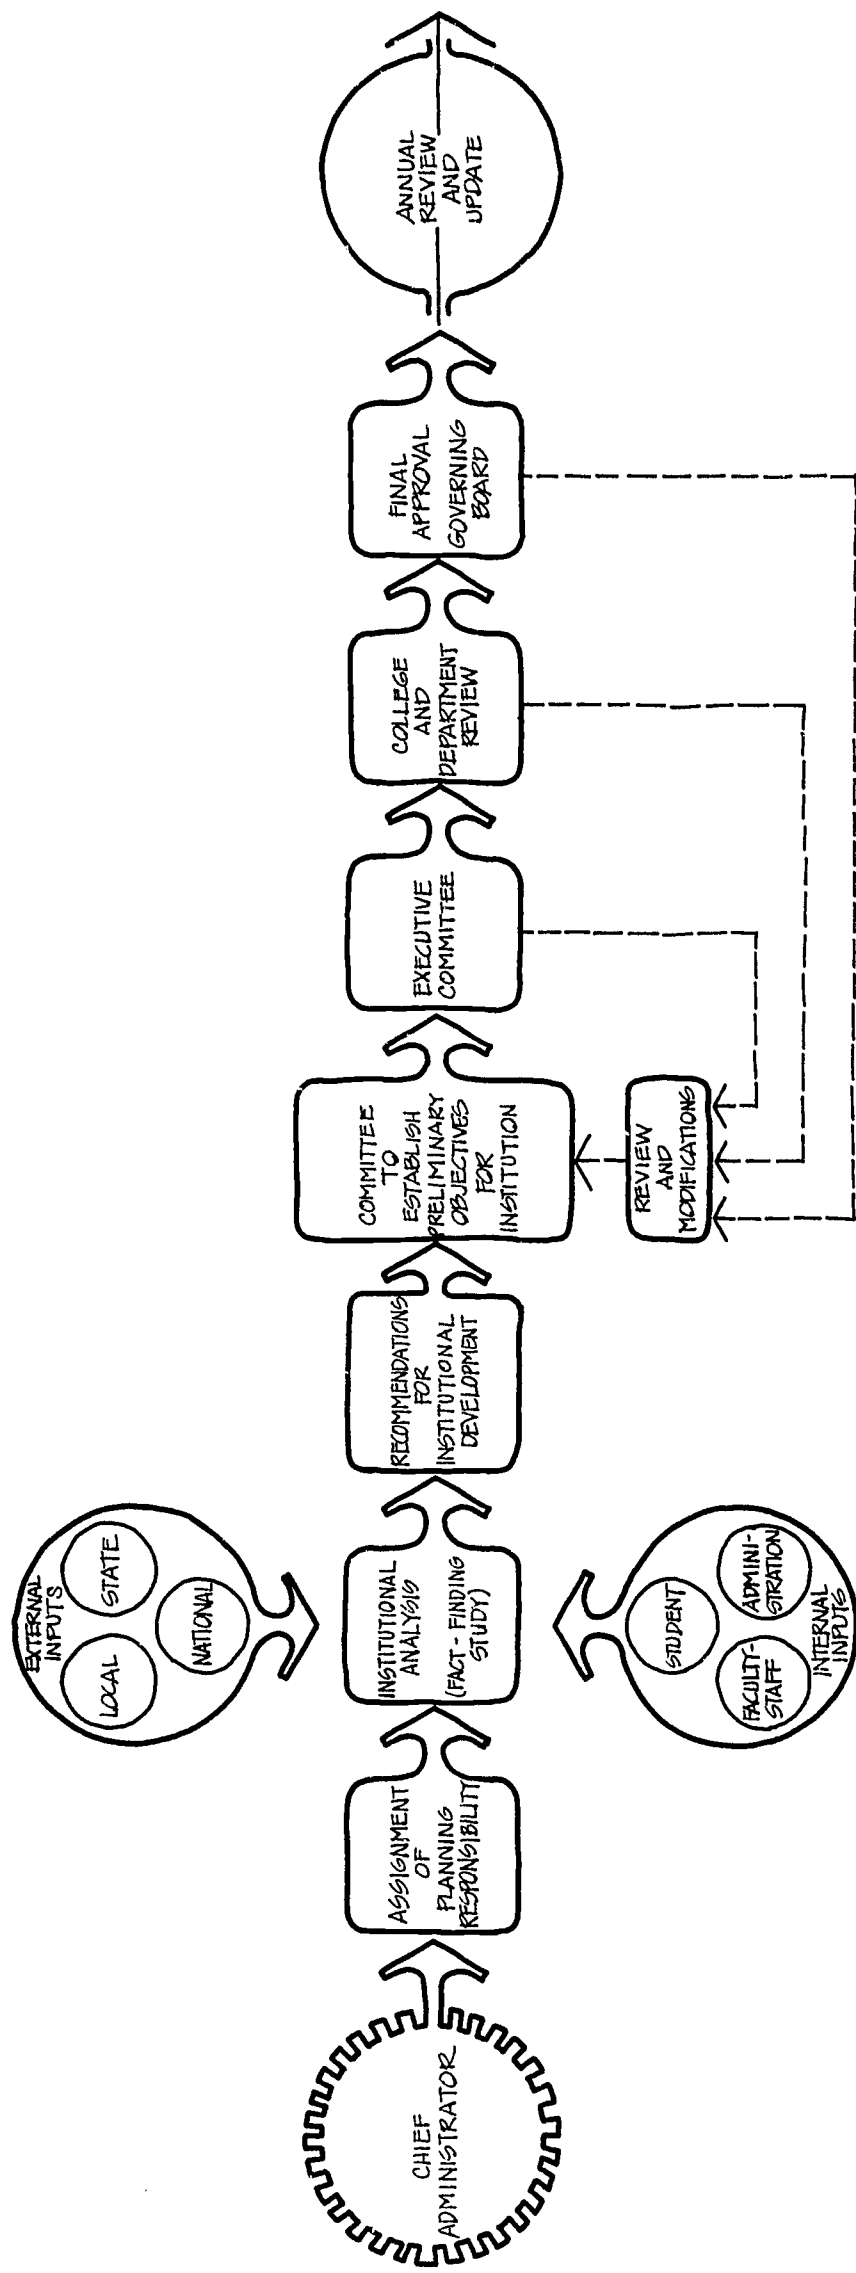 CHIEF
ADMINISTRATOR
ASSIGNMENT
OF
PLANNING
RESPONSIBILITY
EXTERNAL
INPUTS
LOCAL
STATE
NATIONAL
INSTITUTIONAL
ANALYSIS
(FACT-FINDING
STUDY)
STUDENT
FACULTY-
STAFF
ADMINI-
STRATION
INTERNAL
INPUTS
RECOMMENDATIONS
FOR
INSTITUTIONAL
DEVELOPMENT
COMMITTEE
TO
ESTABLISH
PRELIMINARY
OBJECTIVES
FOR
INSTITUTION
REVIEW
AND
MODIFICATIONS
EXECUTIVE
COMMITTEE
COLLEGE
AND
DEPARTMENT
REVIEW
FINAL
APPROVAL
GOVERNING
BOARD
ANNUAL
REVIEW
AND
UPDATE